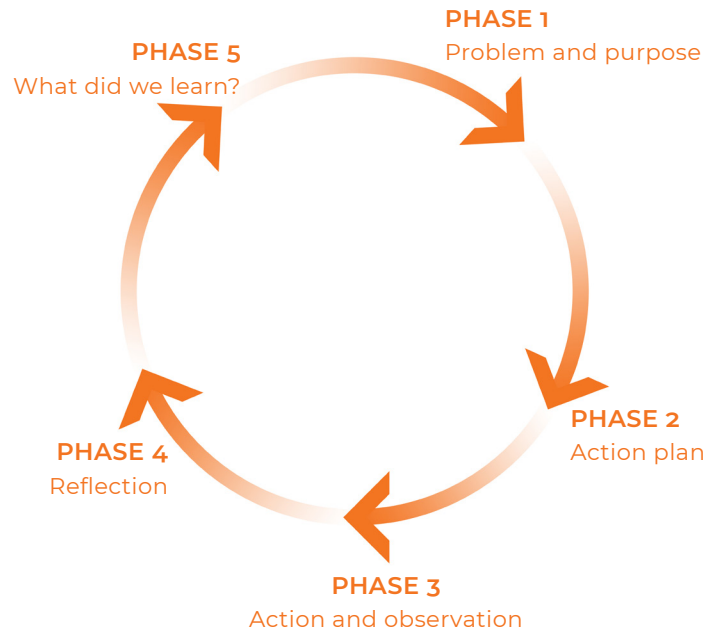 PHASE 1
Problem and purpose
PHASE 2
Action plan
PHASE 3
Action and observation
PHASE 4
Reflection
PHASE 5
What did we learn?